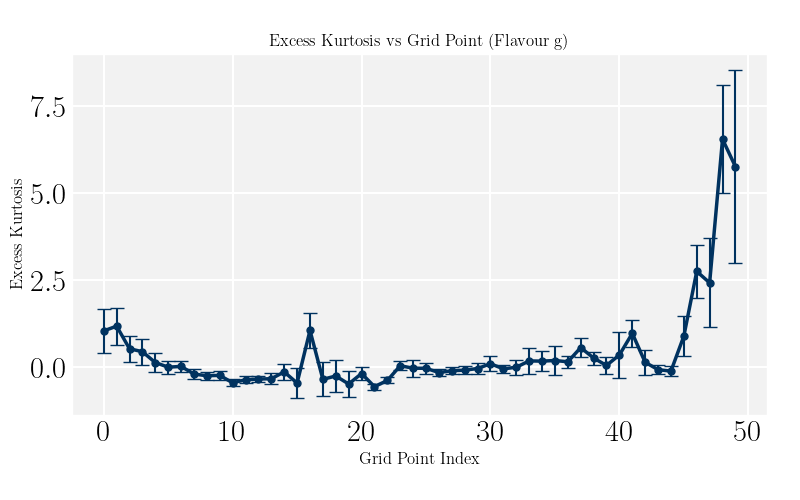 Excess Kurtosis vs Grid Point (Flavour g)
Excess Kurtosis
7.5
5.0
2.5
0.0
0 10 20 30 40 50
Grid Point Index